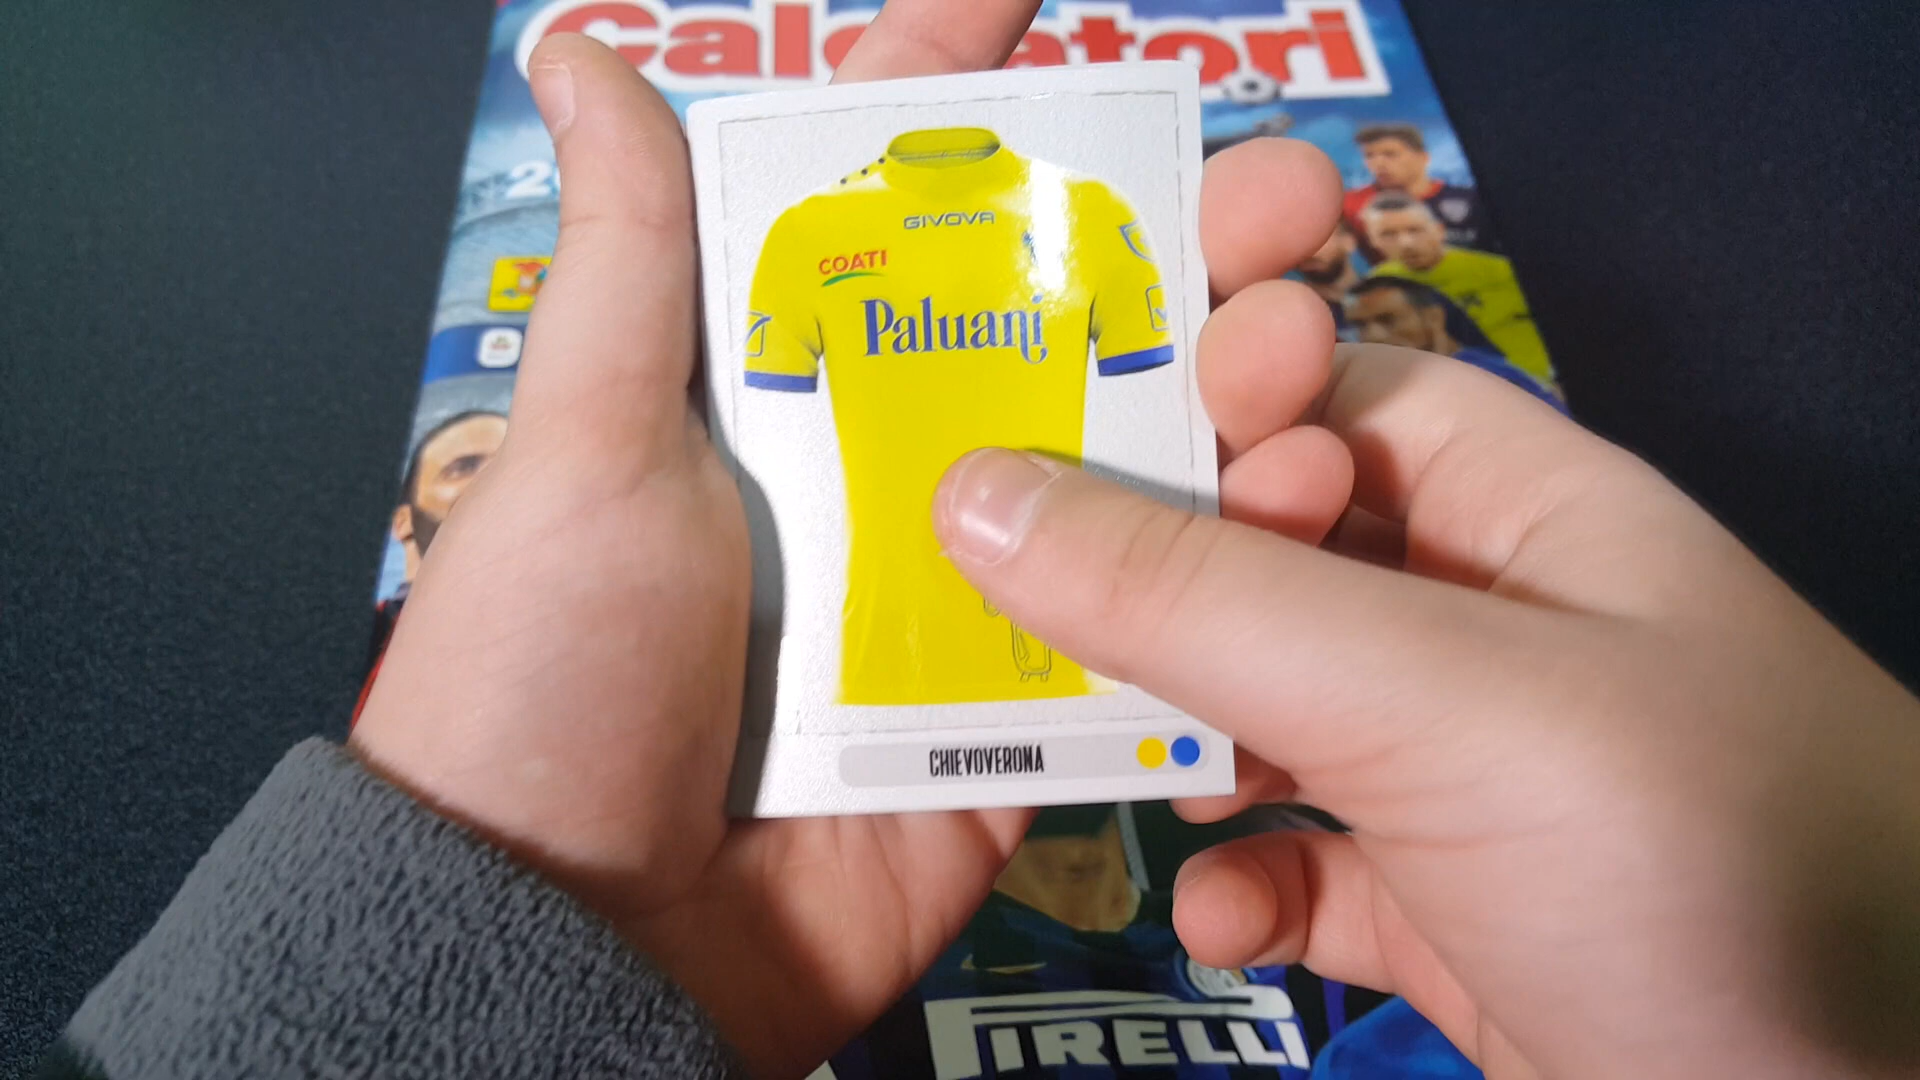 Calciatori
GIVOVA
COATI
Paluani
CHIEVOVERONA
PIRELLI